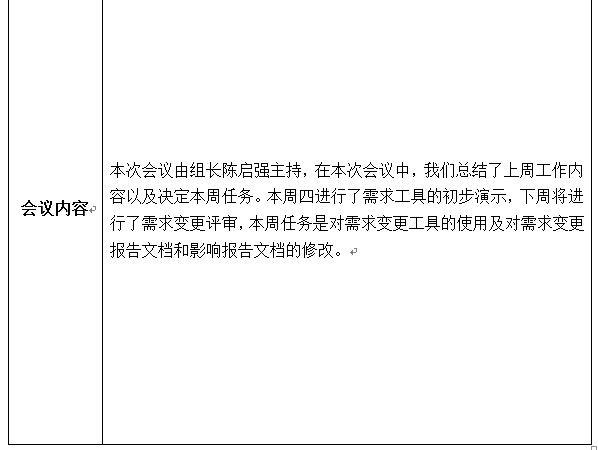 本次会议由组长陈启强主持，在本次会议中，我们总结了上周工作内
容以及决定本周任务。本周四进行了需求工具的初步演示，下周将进
会议内容
行了需求变更评审，本周任务是对需求变更工具的使用及对需求变更
报告文档和影响报告文档的修改。